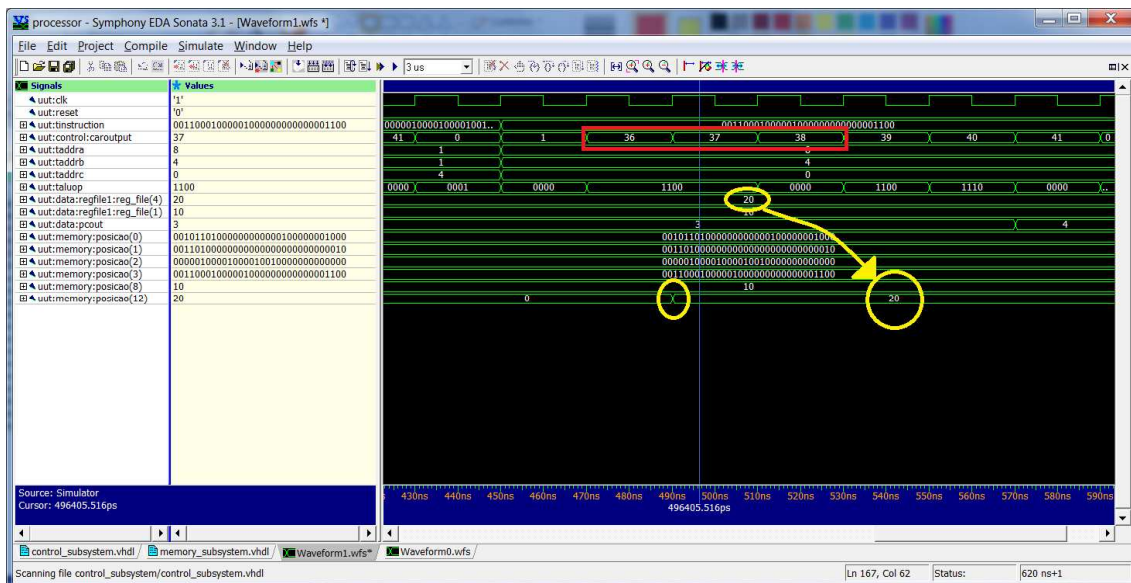 processor - Symphony EDA Sonata 3.1 - [Waveform1.wfs *]
File Edit Project Compile Simulate Window Help
3 us
Signals Values
uut:clk '1'
uut:reset '0'
uut:tinstruction 00110001000001000000000000001100 000001000010000100 1.. 00110001000001000000000000001100
uut:control:caroutput 37 41 0 1 36 37 38 39 40 41 0
uut:taddra 8 1 8
uut:taddrb 4 1 4
uut:taddrc 0 4 0
uut:taluop 1100 0000 0001 0000 1100 0000 1100 1110 0000 ..
uut:data:regfile1:reg_file(4) 20 20
uut:data:regfile1:reg_file(1) 10 10
uut:data:pcout 3 3 4
uut:memory:posicao(0)
uut:memory:posicao(1)
uut:memory:posicao(2)
uut:memory:posicao(3) 00110001000001000000000000001100 00110001000001000000000000001100
uut:memory:posicao(8) 10 10
uut:memory:posicao(12) 20 0 20
430ns 440ns 450ns 460ns 470ns 480ns 490ns 500ns 510ns 520ns 530ns 540ns 550ns 560ns 570ns 580ns 590ns
Source: Simulator
Cursor: 496405.516ps 496405.516ps
control_subsystem.vhdl memory_subsystem.vhdl Waveform1.wfs* Waveform0.wfs
Scanning file control_subsystem/control_subsystem.vhdl Ln 167, Col 62 Status: 620 ns+1